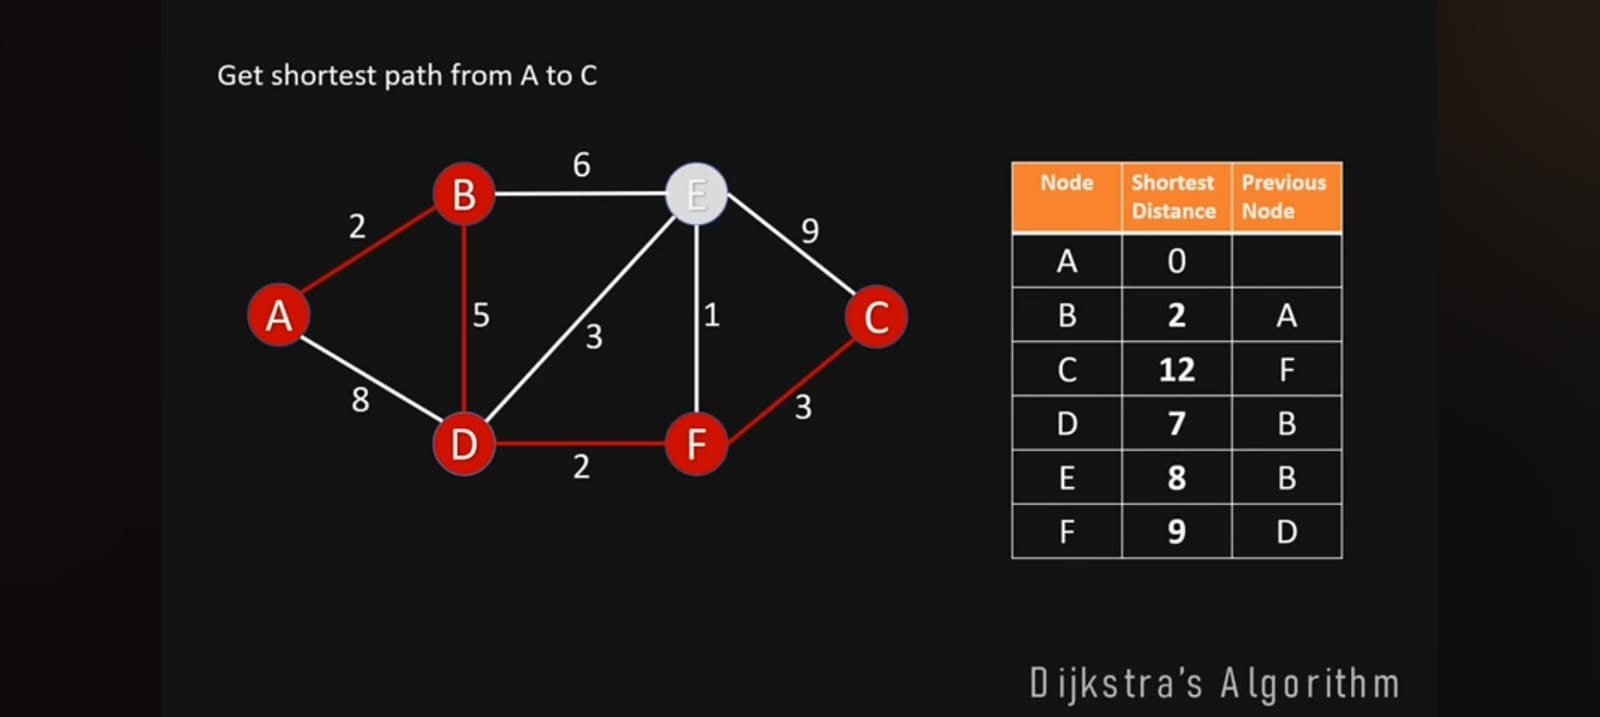 Get shortest path from A to C
B
6
E
2
9
A
5
3
1
C
8
3
D
2
F
Node Shortest Distance Previous Node
A 0
B 2 A
C 12 F
D 7 B
E 8 B
F 9 D
Dijkstra's Algorithm